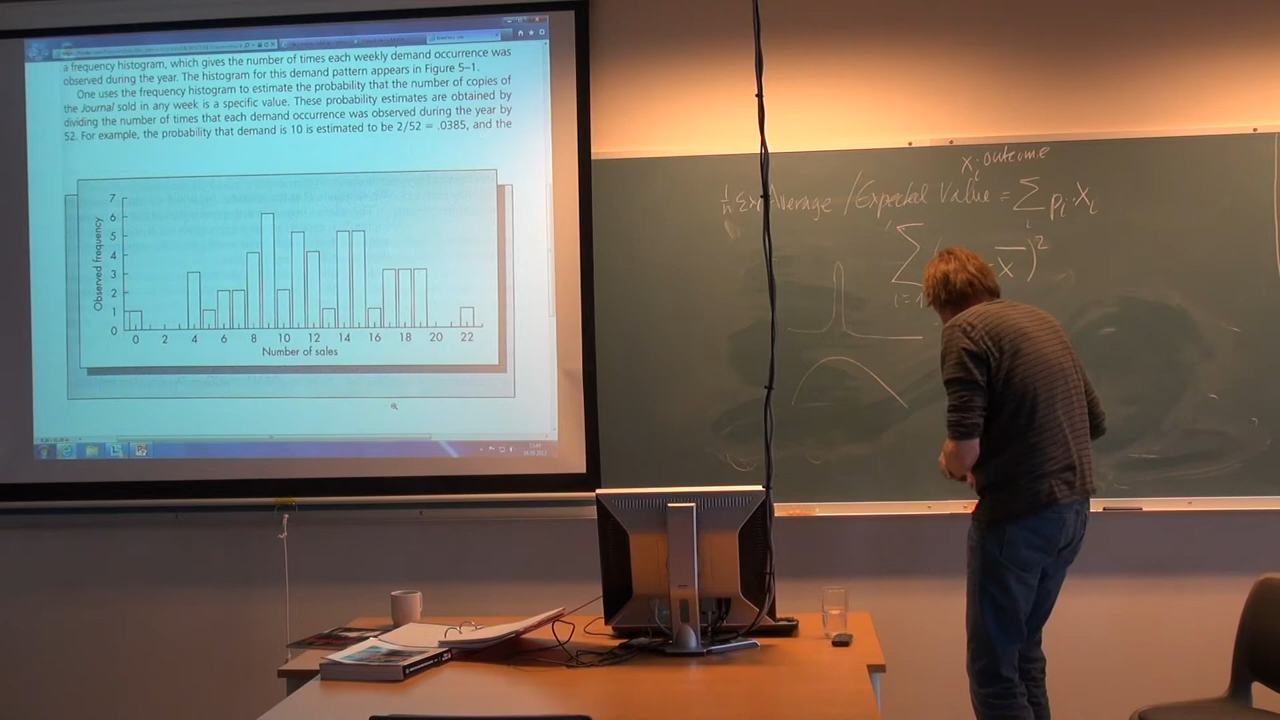 a frequency histogram, which gives the number of times each weekly demand occurrence was
observed during the year. The histogram for this demand pattern appears in Figure 5–1.
One uses the frequency histogram to estimate the probability that the number of copies of
the Journal sold in any week is a specific value. These probability estimates are obtained by
dividing the number of times that each demand occurrence was observed during the year by
52. For example, the probability that demand is 10 is estimated to be 2/52 = .0385, and the
Observed frequency
7
6
5
4
3
2
1
0
0 2 4 6 8 10 12 14 16 18 20 22
Number of sales
xᵢ: outcome
1/n Σxᵢ Average / Expected Value = Σ pᵢ · xᵢ
i
Σ ( - x̄ )²
i=1